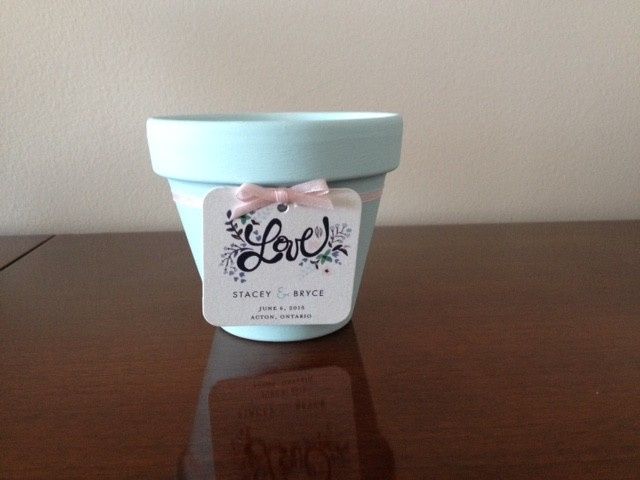 Love
STACEY & BRYCE
JUNE 6, 2015
ACTON, ONTARIO